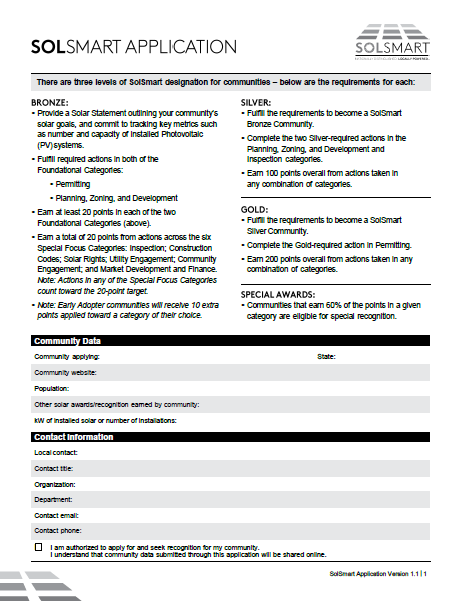 SOLSMART APPLICATION
SOLSMART
NATIONALLY DISTINGUISHED. LOCALLY POWERED.
There are three levels of SolSmart designation for communities – below are the requirements for each:
BRONZE:
• Provide a Solar Statement outlining your community's
solar goals, and commit to tracking key metrics such
as number and capacity of installed Photovoltaic
(PV) systems.
• Fulfill required actions in both of the
Foundational Categories:
• Permitting
• Planning, Zoning, and Development
• Earn at least 20 points in each of the two
Foundational Categories (above).
• Earn a total of 20 points from actions across the six
Special Focus Categories: Inspection; Construction
Codes; Solar Rights; Utility Engagement; Community
Engagement; and Market Development and Finance.
Note: Actions in any of the Special Focus Categories
count toward the 20-point target.
• Note: Early Adopter communities will receive 10 extra
points applied toward a category of their choice.
SILVER:
• Fulfill the requirements to become a SolSmart
Bronze Community.
• Complete the two Silver-required actions in the
Planning, Zoning, and Development and
Inspection categories.
• Earn 100 points overall from actions taken in
any combination of categories.
GOLD:
• Fulfill the requirements to become a SolSmart
Silver Community.
• Complete the Gold-required action in Permitting.
• Earn 200 points overall from actions taken in any
combination of categories.
SPECIAL AWARDS:
• Communities that earn 60% of the points in a given
category are eligible for special recognition.
Community Data
Community applying: State:
Community website:
Population:
Other solar awards/recognition earned by community:
kW of installed solar or number of installations:
Contact Information
Local contact:
Contact title:
Organization:
Department:
Contact email:
Contact phone:
I am authorized to apply for and seek recognition for my community.
I understand that community data submitted through this application will be shared online.
SolSmart Application Version 1.1 | 1